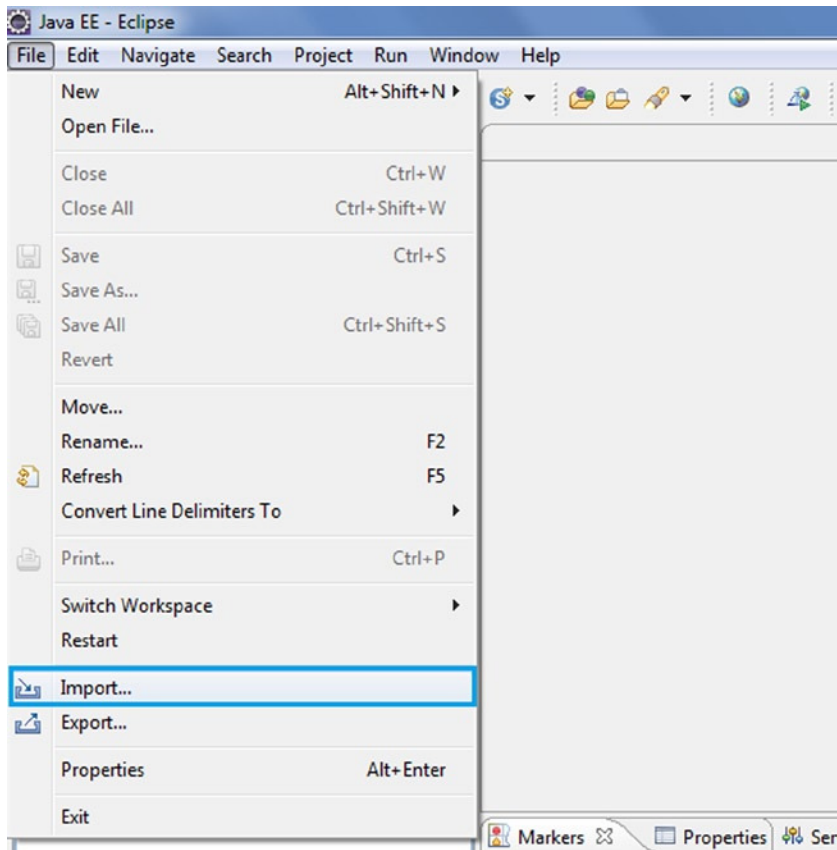 Java EE - Eclipse
File Edit Navigate Search Project Run Window Help
New Alt+Shift+N
Open File...
Close Ctrl+W
Close All Ctrl+Shift+W
Save Ctrl+S
Save As...
Save All Ctrl+Shift+S
Revert
Move...
Rename... F2
Refresh F5
Convert Line Delimiters To
Print... Ctrl+P
Switch Workspace
Restart
Import...
Export...
Properties Alt+Enter
Exit
Markers Properties Ser